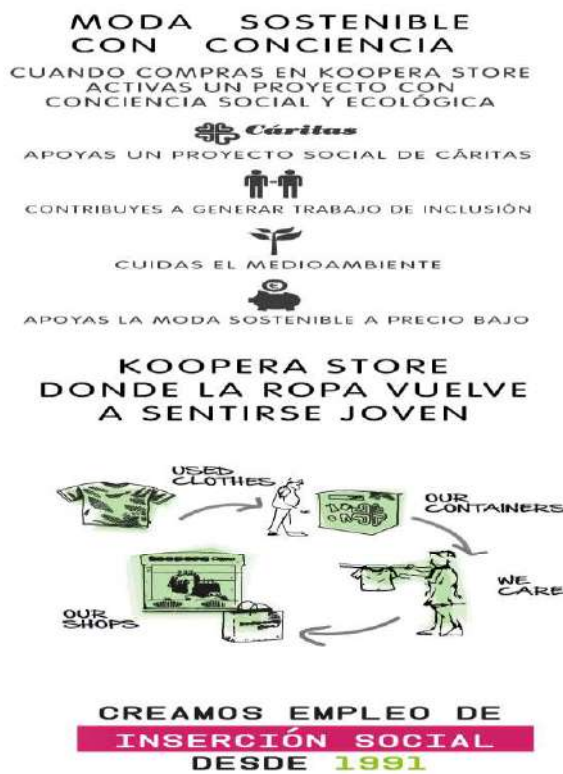 MODA SOSTENIBLE
CON CONCIENCIA
CUANDO COMPRAS EN KOOPERA STORE
ACTIVAS UN PROYECTO CON
CONCIENCIA SOCIAL Y ECOLÓGICA
Cáritas
APOYAS UN PROYECTO SOCIAL DE CÁRITAS
CONTRIBUYES A GENERAR TRABAJO DE INCLUSIÓN
CUIDAS EL MEDIOAMBIENTE
APOYAS LA MODA SOSTENIBLE A PRECIO BAJO
KOOPERA STORE
DONDE LA ROPA VUELVE
A SENTIRSE JOVEN
USED
CLOTHES
OUR
CONTAINERS
WE
CARE
OUR
SHOPS
CREAMOS EMPLEO DE
INSERCIÓN SOCIAL
DESDE 1991